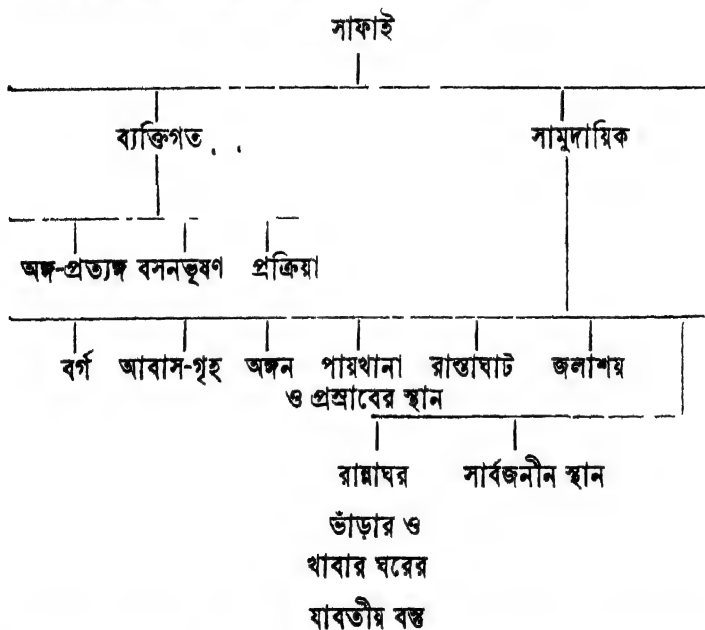 সাফাই
ব্যক্তিগত সামুদায়িক
অঙ্গ-প্রত্যঙ্গ বসনভূষণ প্রক্রিয়া
বর্গ আবাস-গৃহ অঙ্গন পায়খানা রাস্তাঘাট জলাশয়
ও প্রস্রাবের স্থান
রান্নাঘর সার্বজনীন স্থান
ভাঁড়ার ও
খাবার ঘরের
যাবতীয় বস্তু